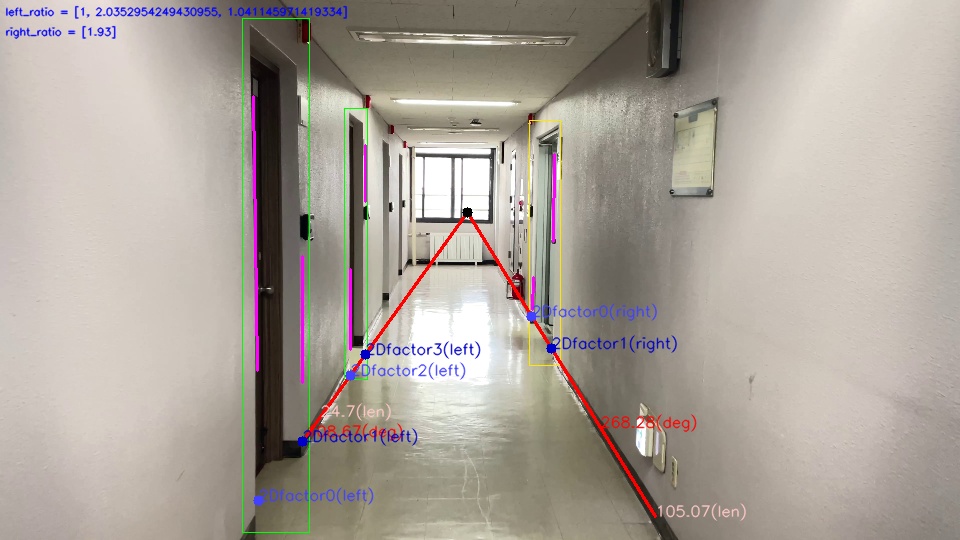 left_ratio = [1, 2.0352954249430955, 1.041145971419334]
right_ratio = [1.93]
2Dfactor0(right)
2Dfactor1(right)
2Dfactor3(left)
2Dfactor2(left)
24.7(len)
268.28(deg)
2Dfactor1(left)
2Dfactor0(left)
105.07(len)